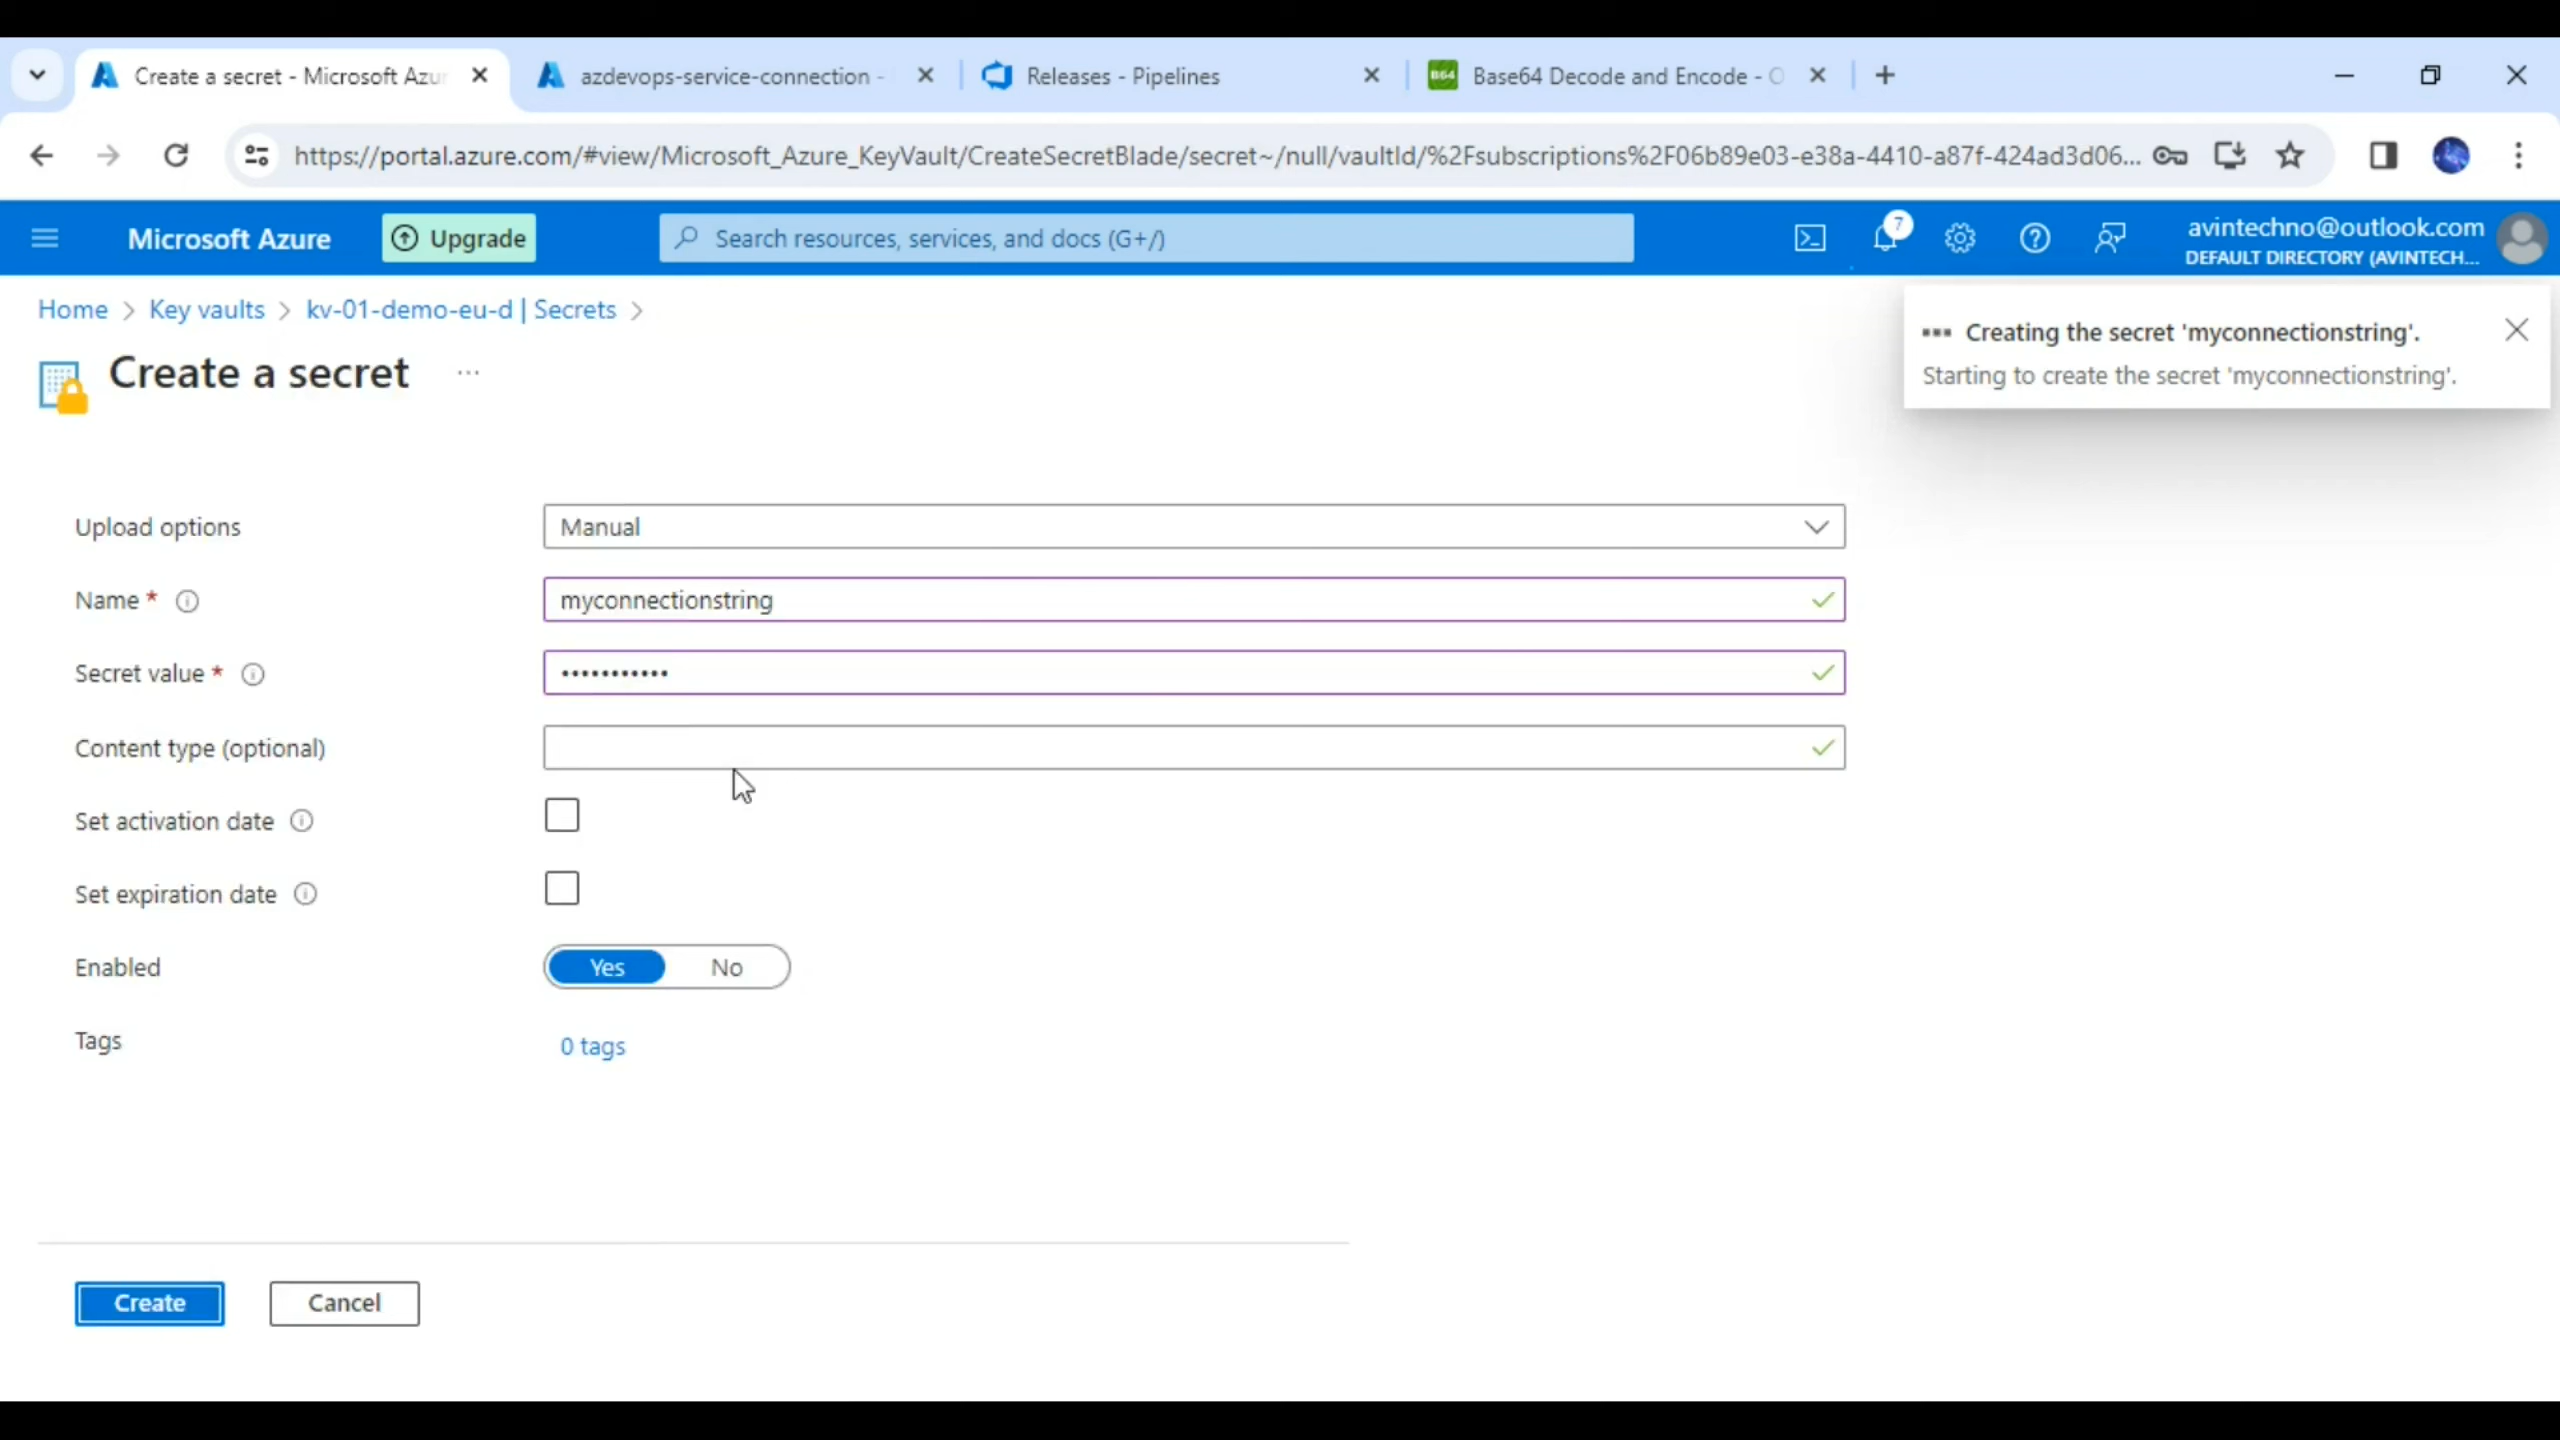 Create a secret - Microsoft Azur
azdevops-service-connection -
Releases - Pipelines
B64
Base64 Decode and Encode - O
https://portal.azure.com/#view/Microsoft_Azure_KeyVault/CreateSecretBlade/secret~/null/vaultId/%2Fsubscriptions%2F06b89e03-e38a-4410-a87f-424ad3d06...
Microsoft Azure
Upgrade
Search resources, services, and docs (G+/)
7
avintechno@outlook.com
DEFAULT DIRECTORY (AVINTECH...
Home > Key vaults > kv-01-demo-eu-d | Secrets >
Creating the secret 'myconnectionstring'.
Starting to create the secret 'myconnectionstring'.
Create a secret ...
Upload options
Manual
Name *
myconnectionstring
Secret value *
•••••••••••
Content type (optional)
Set activation date
Set expiration date
Enabled
Yes No
Tags
0 tags
Create
Cancel